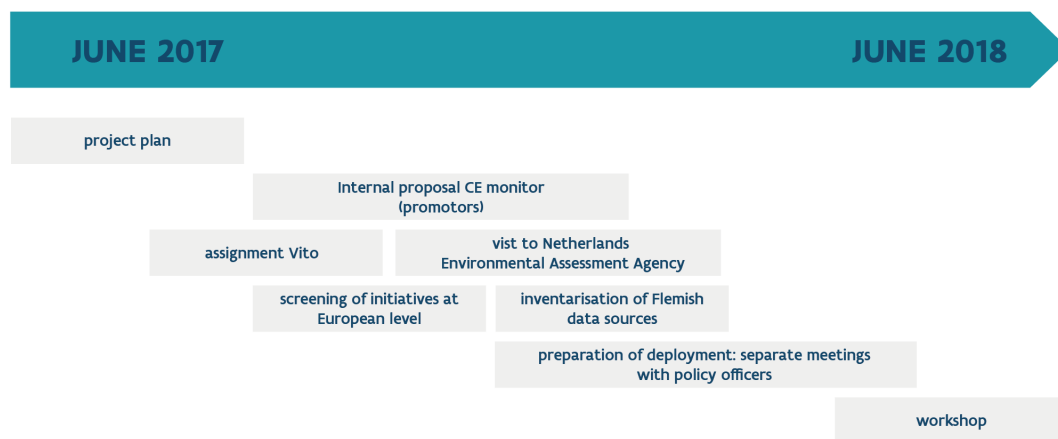 JUNE 2017
JUNE 2018
project plan
Internal proposal CE monitor
(promotors)
assignment Vito
vist to Netherlands
Environmental Assessment Agency
screening of initiatives at
European level
inventarisation of Flemish
data sources
preparation of deployment: separate meetings
with policy officers
workshop